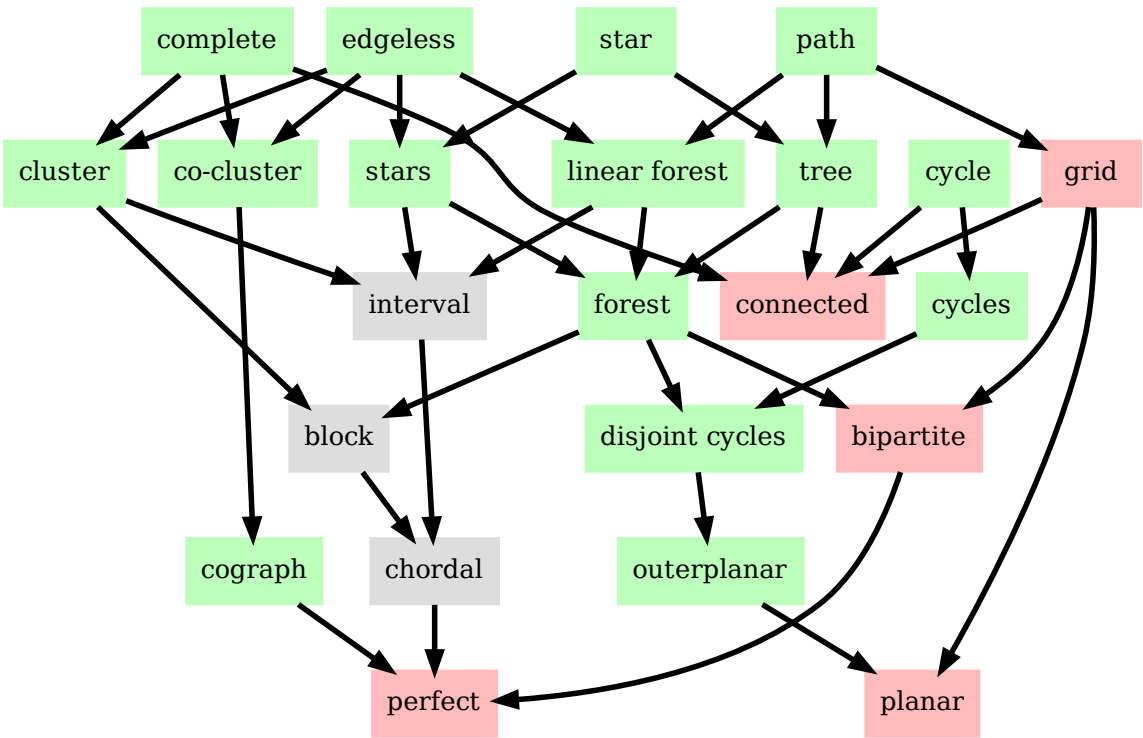 complete
edgeless
star
path
cluster
co-cluster
stars
linear forest
tree
cycle
grid
interval
forest
connected
cycles
block
disjoint cycles
bipartite
cograph
chordal
outerplanar
perfect
planar